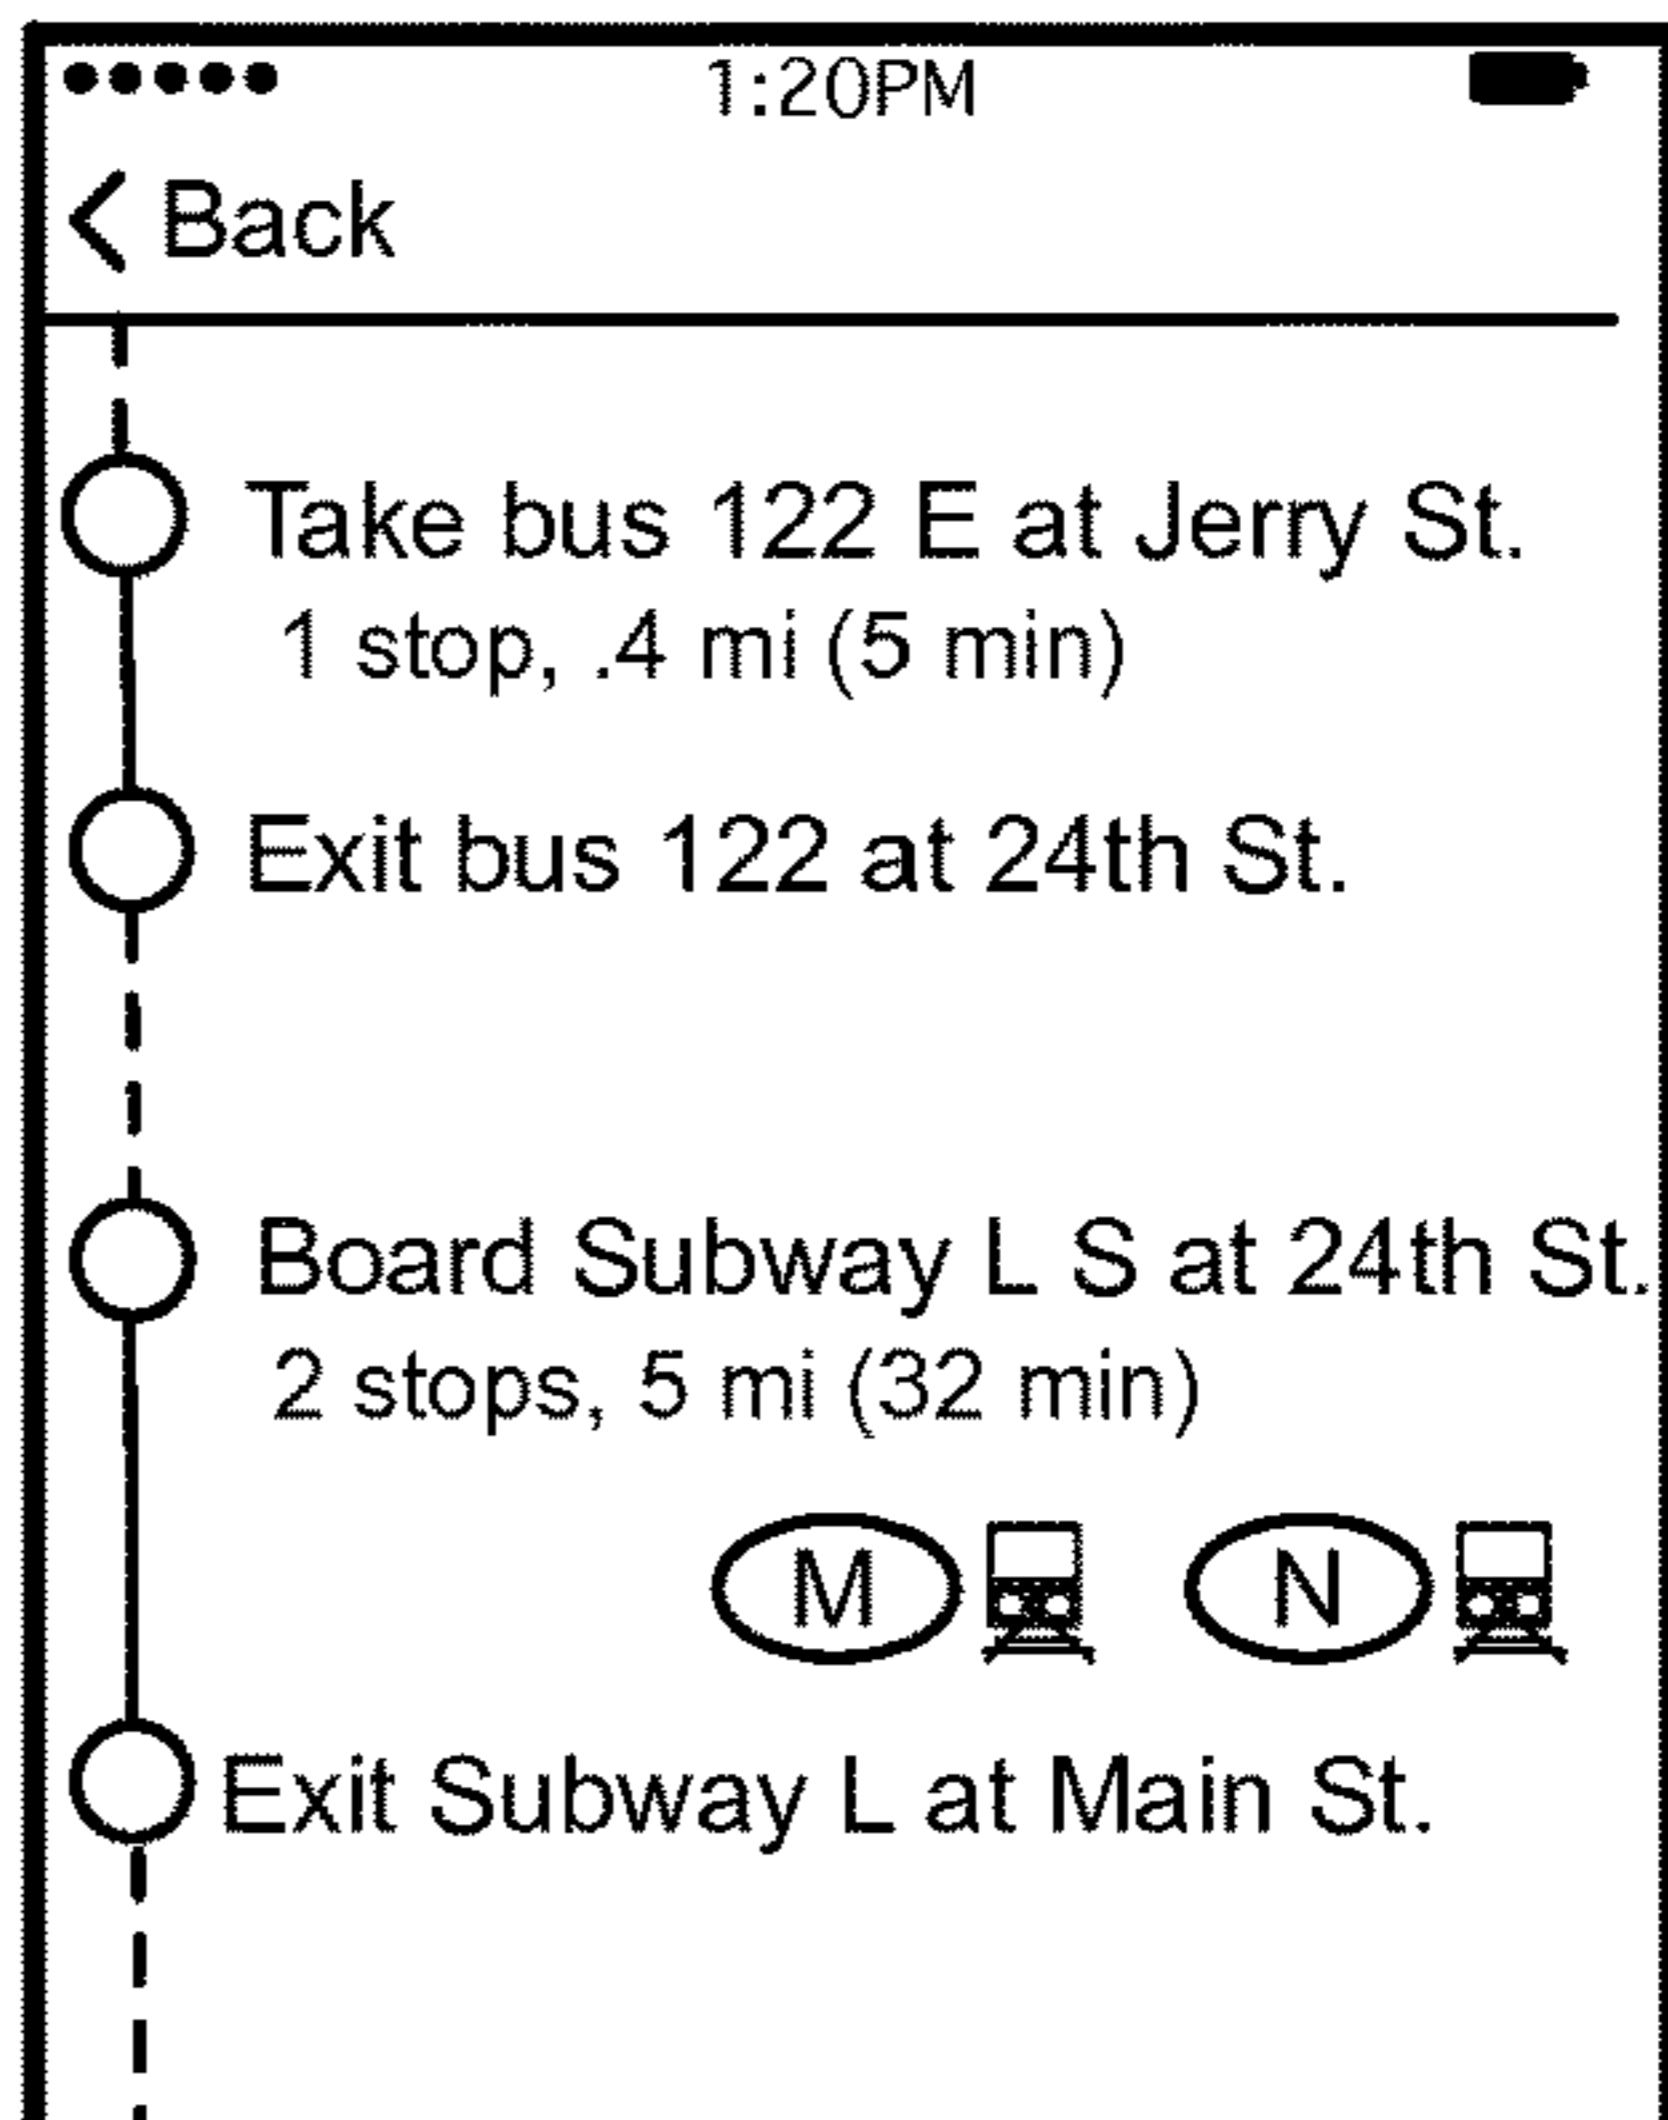 1:20PM
Back
Take bus 122 E at Jerry St.
1 stop, .4 mi (5 min)
Exit bus 122 at 24th St.
Board Subway L S at 24th St.
2 stops, 5 mi (32 min)
M N
Exit Subway L at Main St.